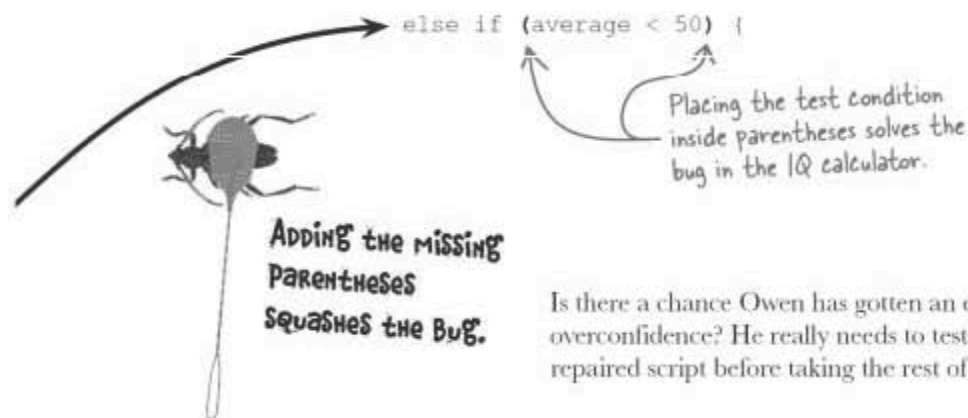 else if (average < 50) {
Placing the test condition
inside parentheses solves the
bug in the IQ calculator.
Adding the missing
parentheses
squashes the bug.
Is there a chance Owen has gotten an
overconfidence? He really needs to test
repaired script before taking the rest of